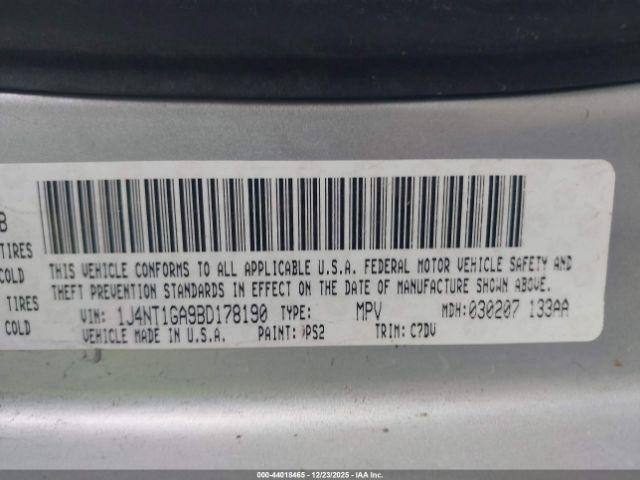 B
TIRES
COLD
TIRES
COLD
THIS VEHICLE CONFORMS TO ALL APPLICABLE U.S.A. FEDERAL MOTOR VEHICLE SAFETY AND
THEFT PREVENTION STANDARDS IN EFFECT ON THE DATE OF MANUFACTURE SHOWN ABOVE.
VIN: 1J4NT1GA9BD178190 TYPE: MPV MDH: 030207 133AA
VEHICLE MADE IN U.S.A. PAINT: PS2 TRIM: C7DV
000-44018465 - 12/23/2025 - IAAI